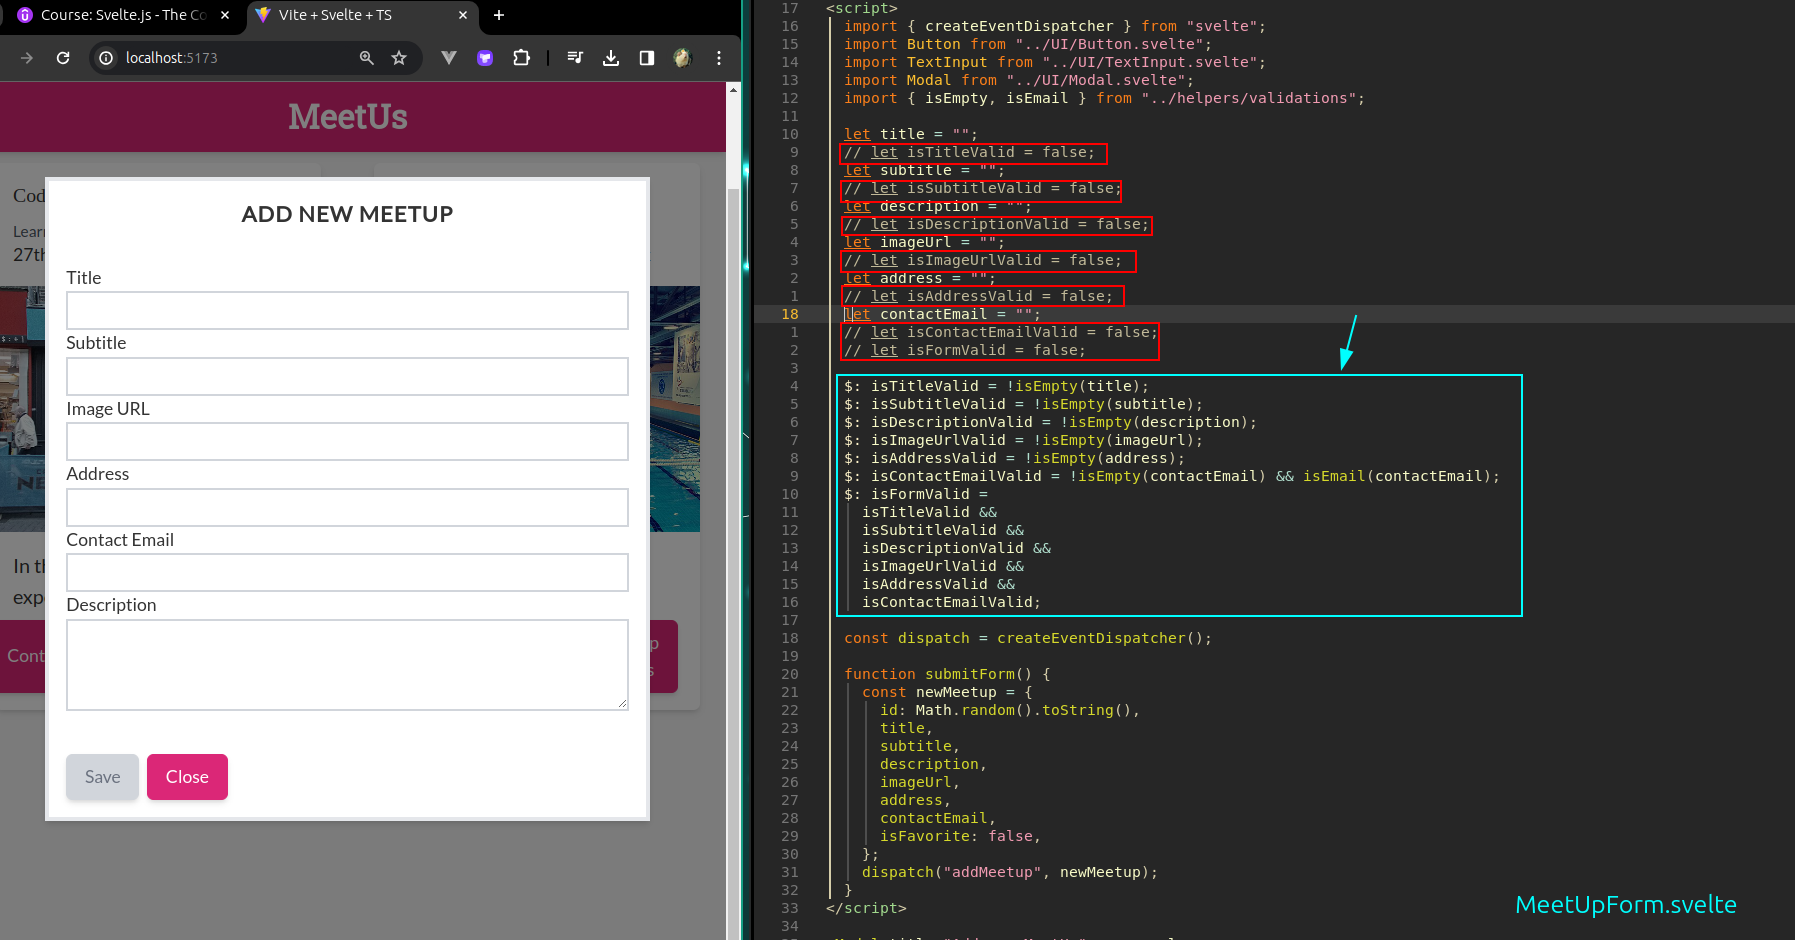 Course: Svelte.js - The Co
Vite + Svelte + TS
localhost:5173
MeetUs
Cod
Learn
27th
ADD NEW MEETUP
Title
Subtitle
Image URL
Address
Contact Email
Description
In th
expe
Cont
p
s
Save
Close
17 <script>
16 import { createEventDispatcher } from "svelte";
15 import Button from "../UI/Button.svelte";
14 import TextInput from "../UI/TextInput.svelte";
13 import Modal from "../UI/Modal.svelte";
12 import { isEmpty, isEmail } from "../helpers/validations";
11
10 let title = "";
9 // let isTitleValid = false;
8 let subtitle = "";
7 // let isSubtitleValid = false;
6 let description = "";
5 // let isDescriptionValid = false;
4 let imageUrl = "";
3 // let isImageUrlValid = false;
2 let address = "";
1 // let isAddressValid = false;
18 let contactEmail = "";
1 // let isContactEmailValid = false;
2 // let isFormValid = false;
3
4 $: isTitleValid = !isEmpty(title);
5 $: isSubtitleValid = !isEmpty(subtitle);
6 $: isDescriptionValid = !isEmpty(description);
7 $: isImageUrlValid = !isEmpty(imageUrl);
8 $: isAddressValid = !isEmpty(address);
9 $: isContactEmailValid = !isEmpty(contactEmail) && isEmail(contactEmail);
10 $: isFormValid =
11 isTitleValid &&
12 isSubtitleValid &&
13 isDescriptionValid &&
14 isImageUrlValid &&
15 isAddressValid &&
16 isContactEmailValid;
17
18 const dispatch = createEventDispatcher();
19
20 function submitForm() {
21 const newMeetup = {
22 id: Math.random().toString(),
23 title,
24 subtitle,
25 description,
26 imageUrl,
27 address,
28 contactEmail,
29 isFavorite: false,
30 };
31 dispatch("addMeetup", newMeetup);
32 }
33 </script>
34
MeetUpForm.svelte